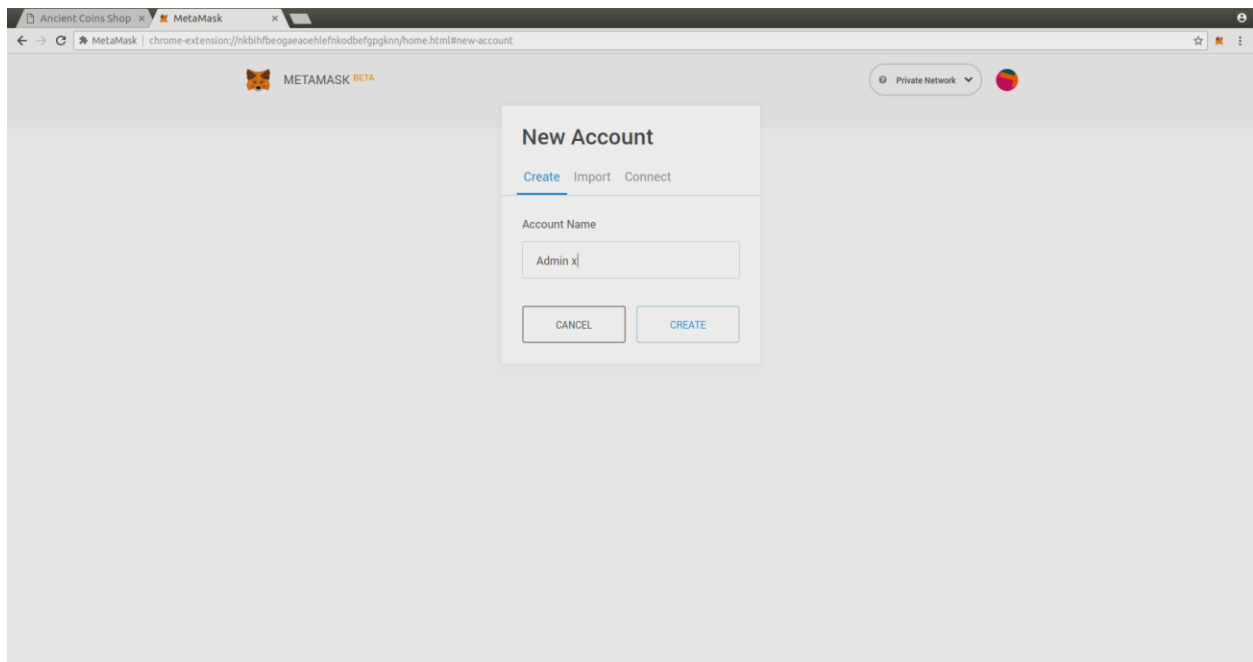 Ancient Coins Shop
MetaMask
MetaMask | chrome-extension://nkbihfbeogaeaoehlefnkodbefgpgknn/home.html#new-account
METAMASK BETA
Private Network
New Account
Create Import Connect
Account Name
Admin x
CANCEL CREATE